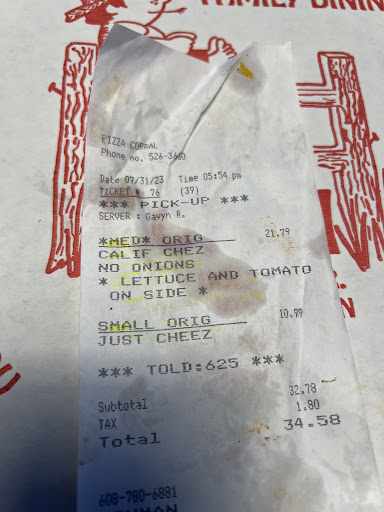 FAMILY DINING
PIZZA CORRAL
Phone no. 526-3660
Date 07/31/23 Time 05:54 pm
TICKET # 76 (39)
*** PICK-UP ***
SERVER : Gavyn R.
*MED* ORIG 21.79
CALIF CHEZ
NO ONIONS
* LETTUCE AND TOMATO
ON SIDE *
SMALL ORIG 10.99
JUST CHEEZ
*** TOLD:625 ***
Subtotal 32.78
TAX 1.80
Total 34.58
608-780-6881